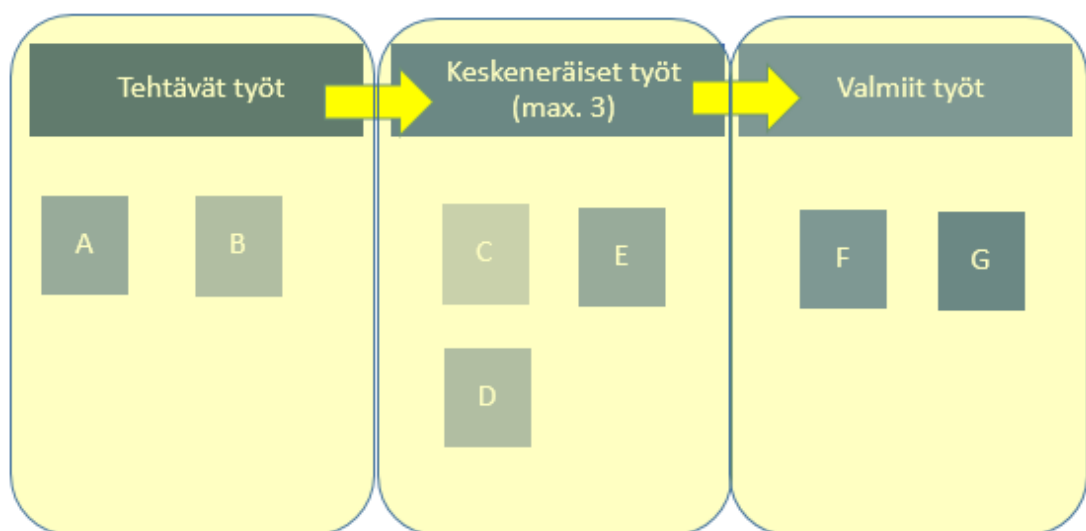 Tehtävät työt
Keskeneräiset työt
(max. 3)
Valmiit työt
A
B
C
E
D
F
G